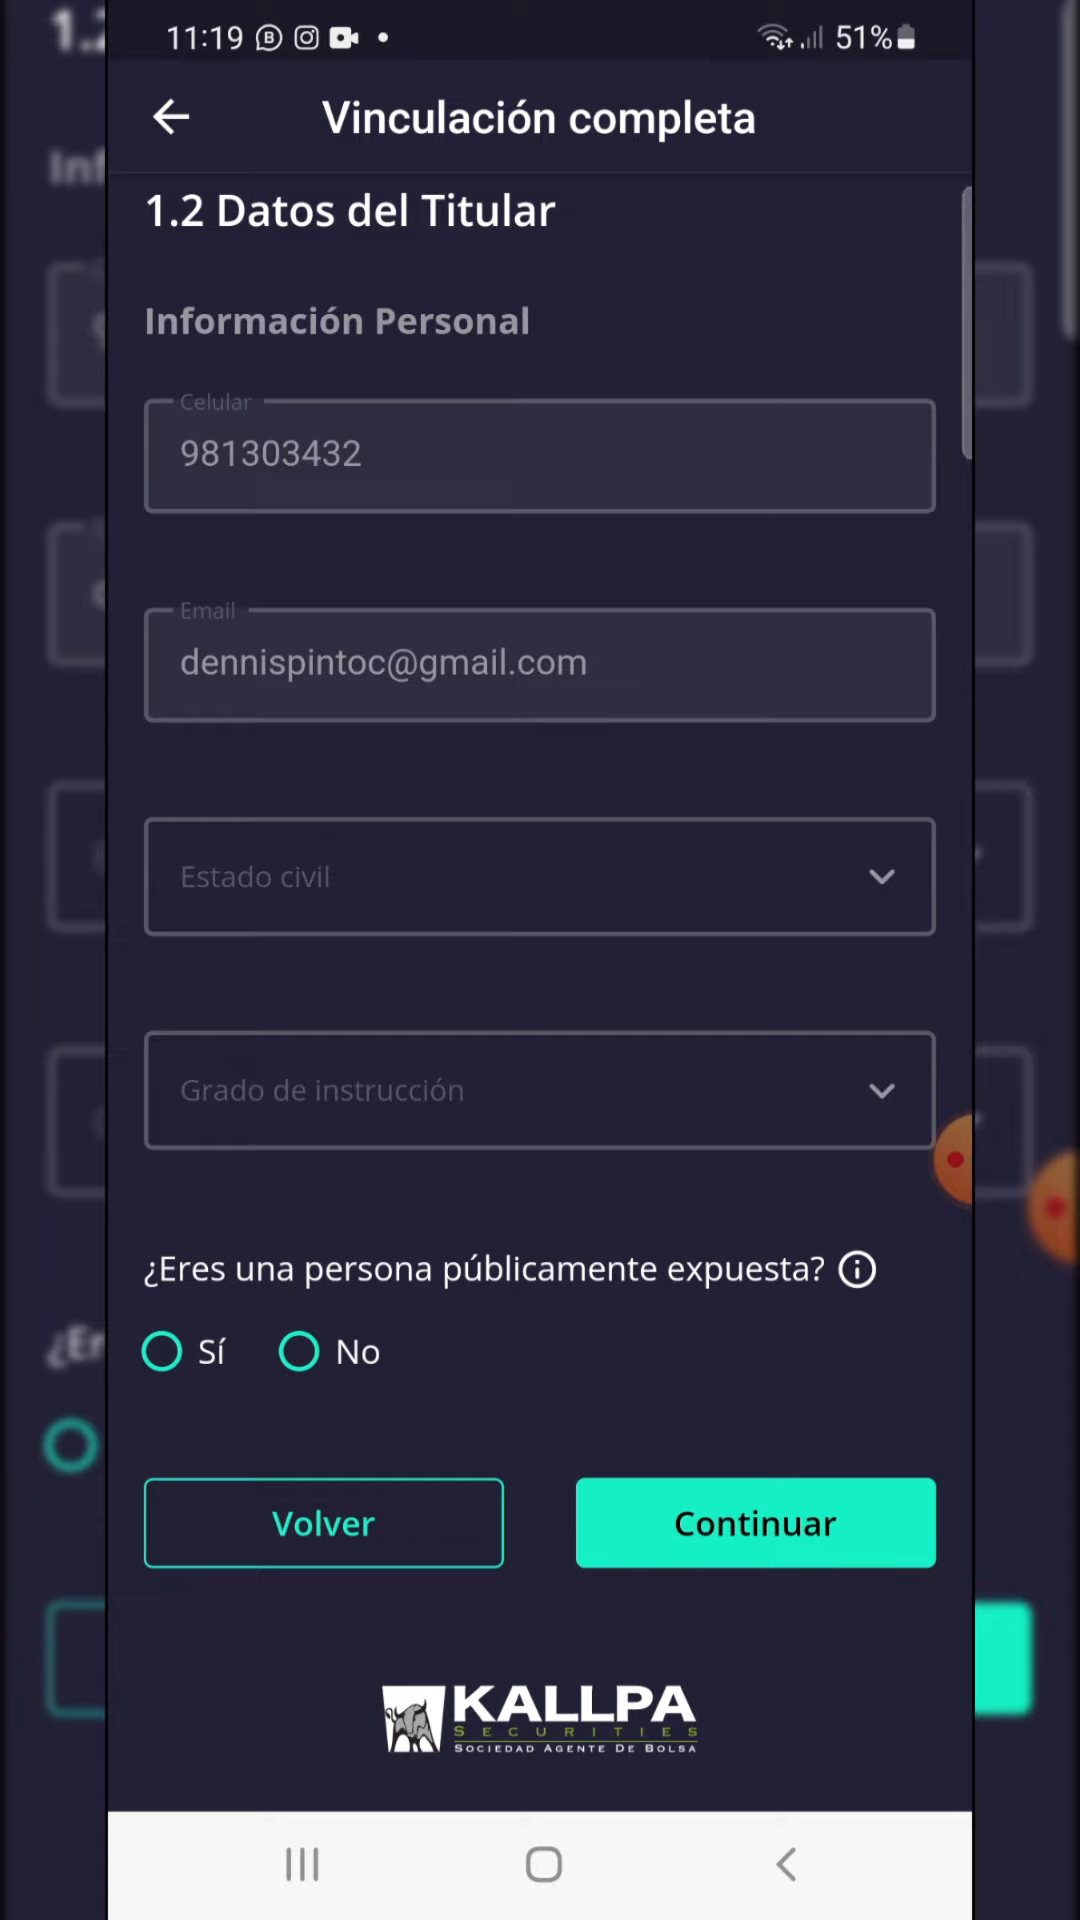 11:19
51%
Vinculación completa
1.2 Datos del Titular
Información Personal
Celular
981303432
Email
dennispintoc@gmail.com
Estado civil
Grado de instrucción
¿Eres una persona públicamente expuesta?
Sí No
Volver Continuar
KALLPA
SECURITIES
SOCIEDAD AGENTE DE BOLSA